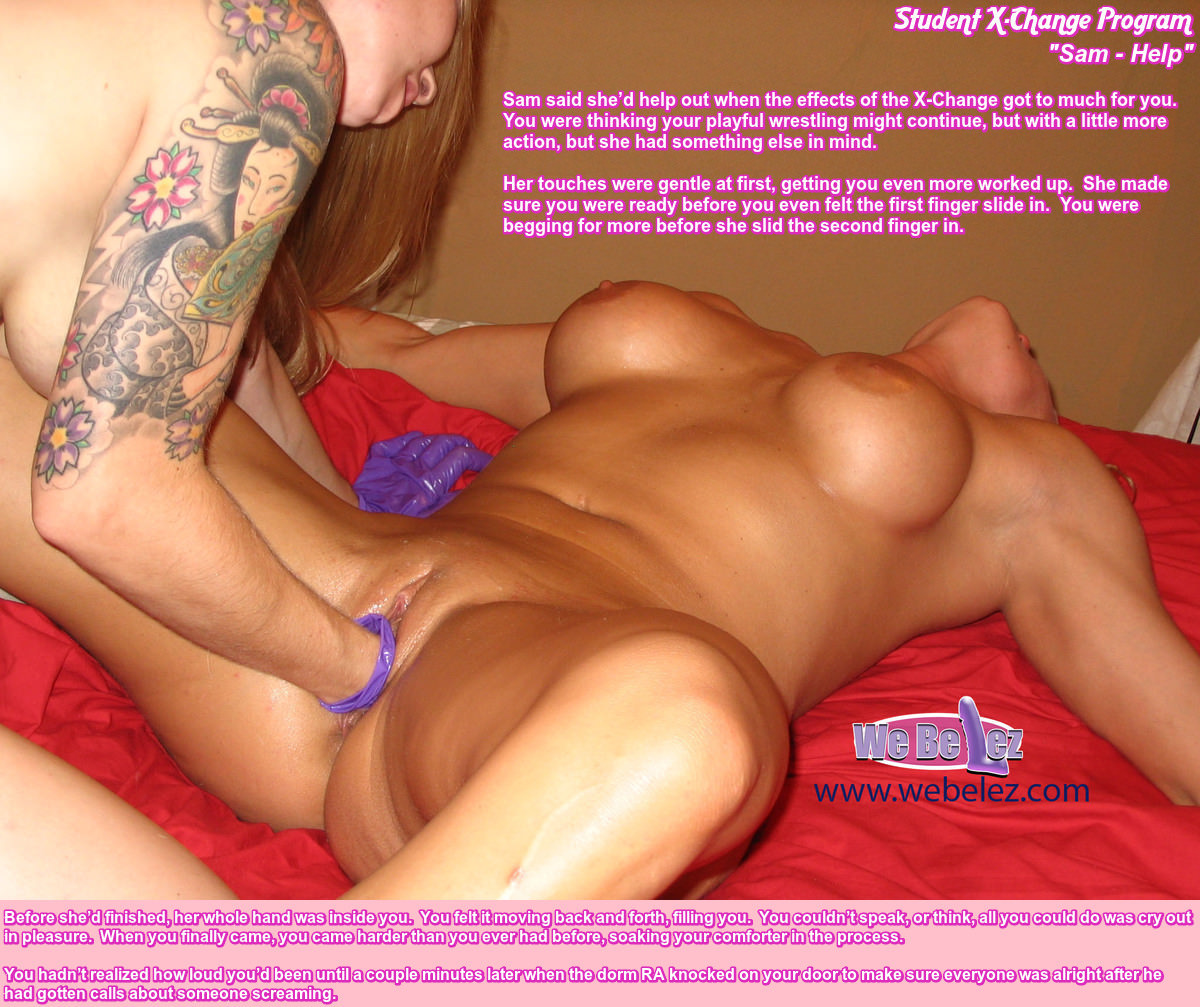 Student X-Change Program
"Sam - Help"
Sam said she'd help out when the effects of the X-Change got to much for you.
You were thinking your playful wrestling might continue, but with a little more
action, but she had something else in mind.
Her touches were gentle at first, getting you even more worked up.  She made
sure you were ready before you even felt the first finger slide in.  You were
begging for more before she slid the second finger in.
We Be Lez
www.webelez.com
Before she'd finished, her whole hand was inside you.  You felt it moving back and forth, filling you.  You couldn't speak, or think, all you could do was cry out
in pleasure.  When you finally came, you came harder than you ever had before, soaking your comforter in the process.
You hadn't realized how loud you'd been until a couple minutes later when the dorm RA knocked on your door to make sure everyone was alright after he
had gotten calls about someone screaming.